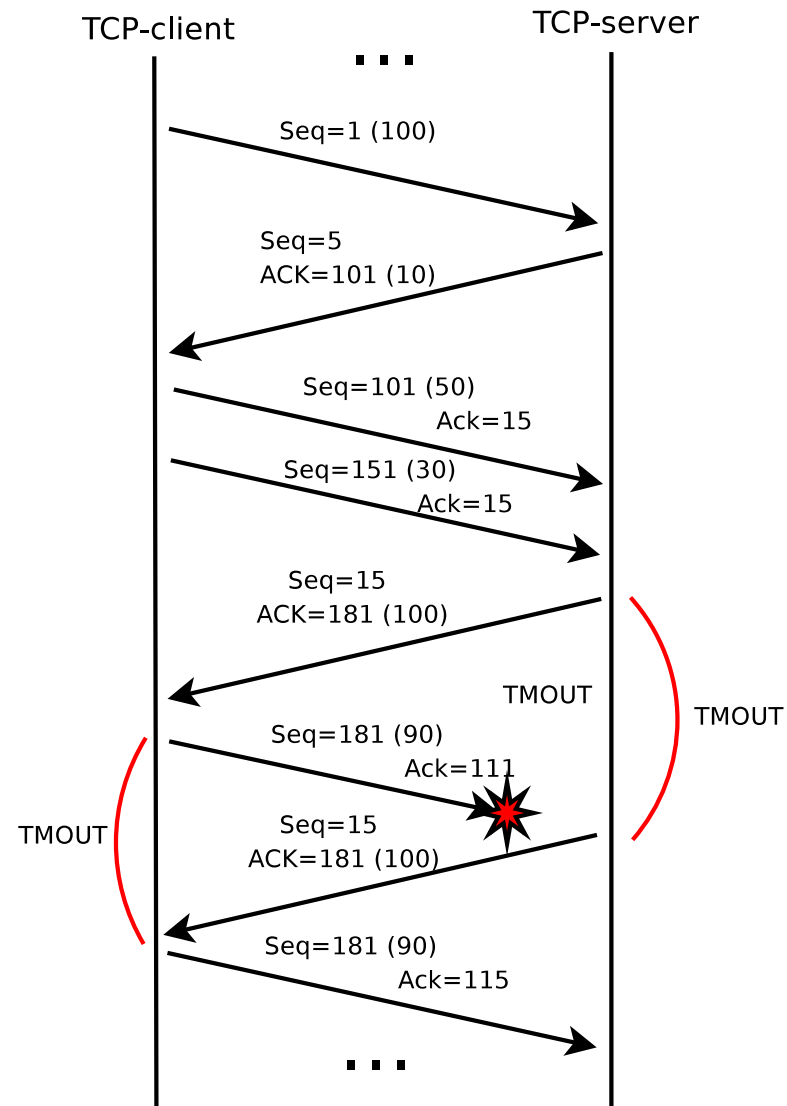 TCP-client
TCP-server
...
Seq=1 (100)
Seq=5
ACK=101 (10)
Seq=101 (50)
Ack=15
Seq=151 (30)
Ack=15
Seq=15
ACK=181 (100)
TMOUT
TMOUT
Seq=181 (90)
Ack=111
TMOUT
Seq=15
ACK=181 (100)
Seq=181 (90)
Ack=115
...